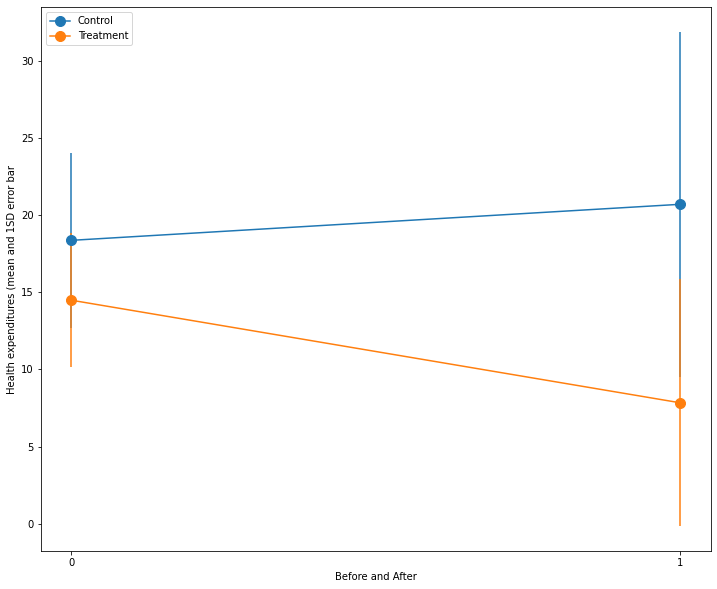 Control
Treatment
30
25
20
15
10
5
0
Health expenditures (mean and 1SD error bar
0
1
Before and After